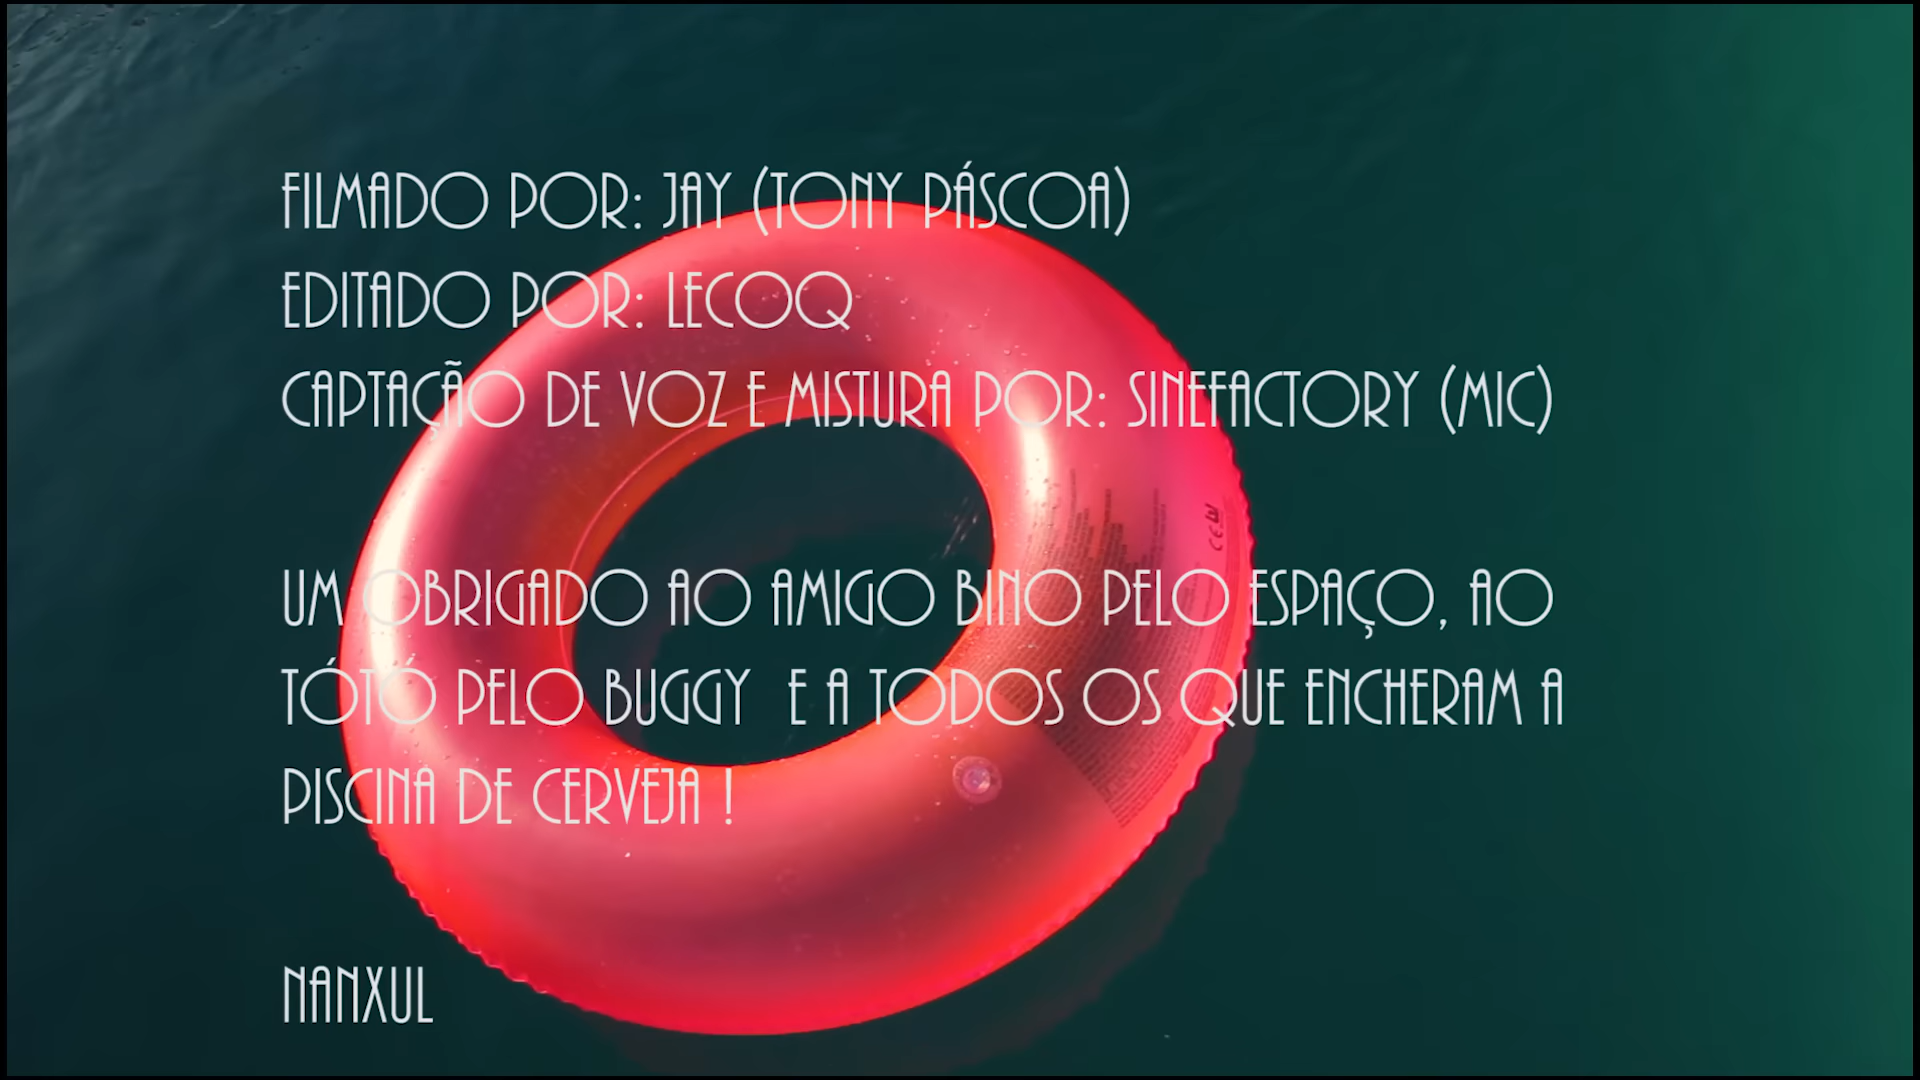 FILMADO POR: JAY (TONY PÁSCOA)
EDITADO POR: LECOQ
CAPTAÇÃO DE VOZ E MISTURA POR: SINEFACTORY (MIC)
UM OBRIGADO AO AMIGO BINO PELO ESPAÇO, AO
TÓTÓ PELO BUGGY E A TODOS OS QUE ENCHERAM A
PISCINA DE CERVEJA !
NANXUL